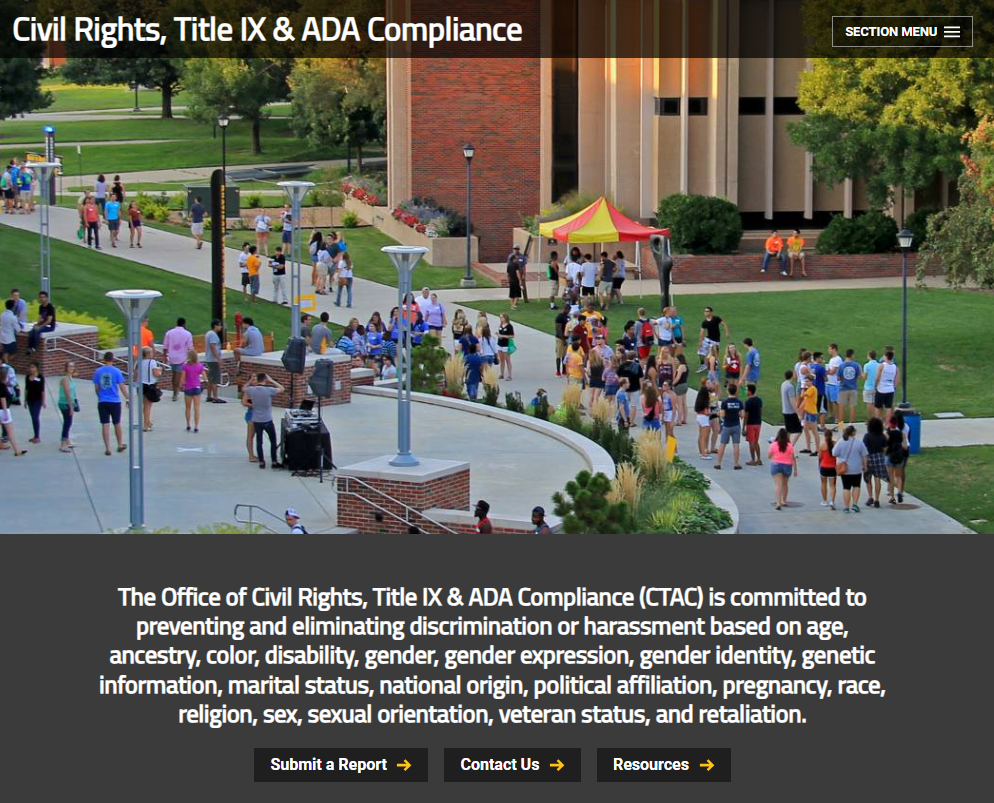 Civil Rights, Title IX & ADA Compliance
SECTION MENU
The Office of Civil Rights, Title IX & ADA Compliance (CTAC) is committed to
preventing and eliminating discrimination or harassment based on age,
ancestry, color, disability, gender, gender expression, gender identity, genetic
information, marital status, national origin, political affiliation, pregnancy, race,
religion, sex, sexual orientation, veteran status, and retaliation.
Submit a Report
Contact Us
Resources